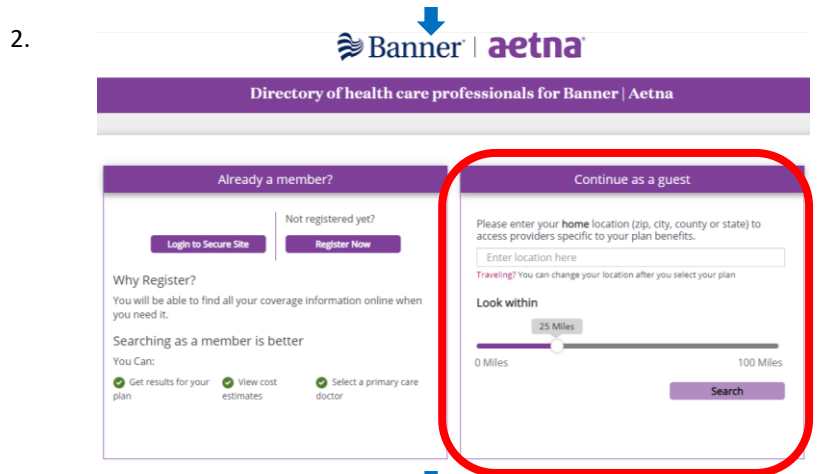 2.
Banner | aetna
Directory of health care professionals for Banner | Aetna
Already a member?
Not registered yet?
Login to Secure Site
Register Now
Why Register?
You will be able to find all your coverage information online when
you need it.
Searching as a member is better
You Can:
Get results for your
plan
View cost
estimates
Select a primary care
doctor
Continue as a guest
Please enter your home location (zip, city, county or state) to
access providers specific to your plan benefits.
Enter location here
Traveling? You can change your location after you select your plan
Look within
25 Miles
0 Miles
100 Miles
Search